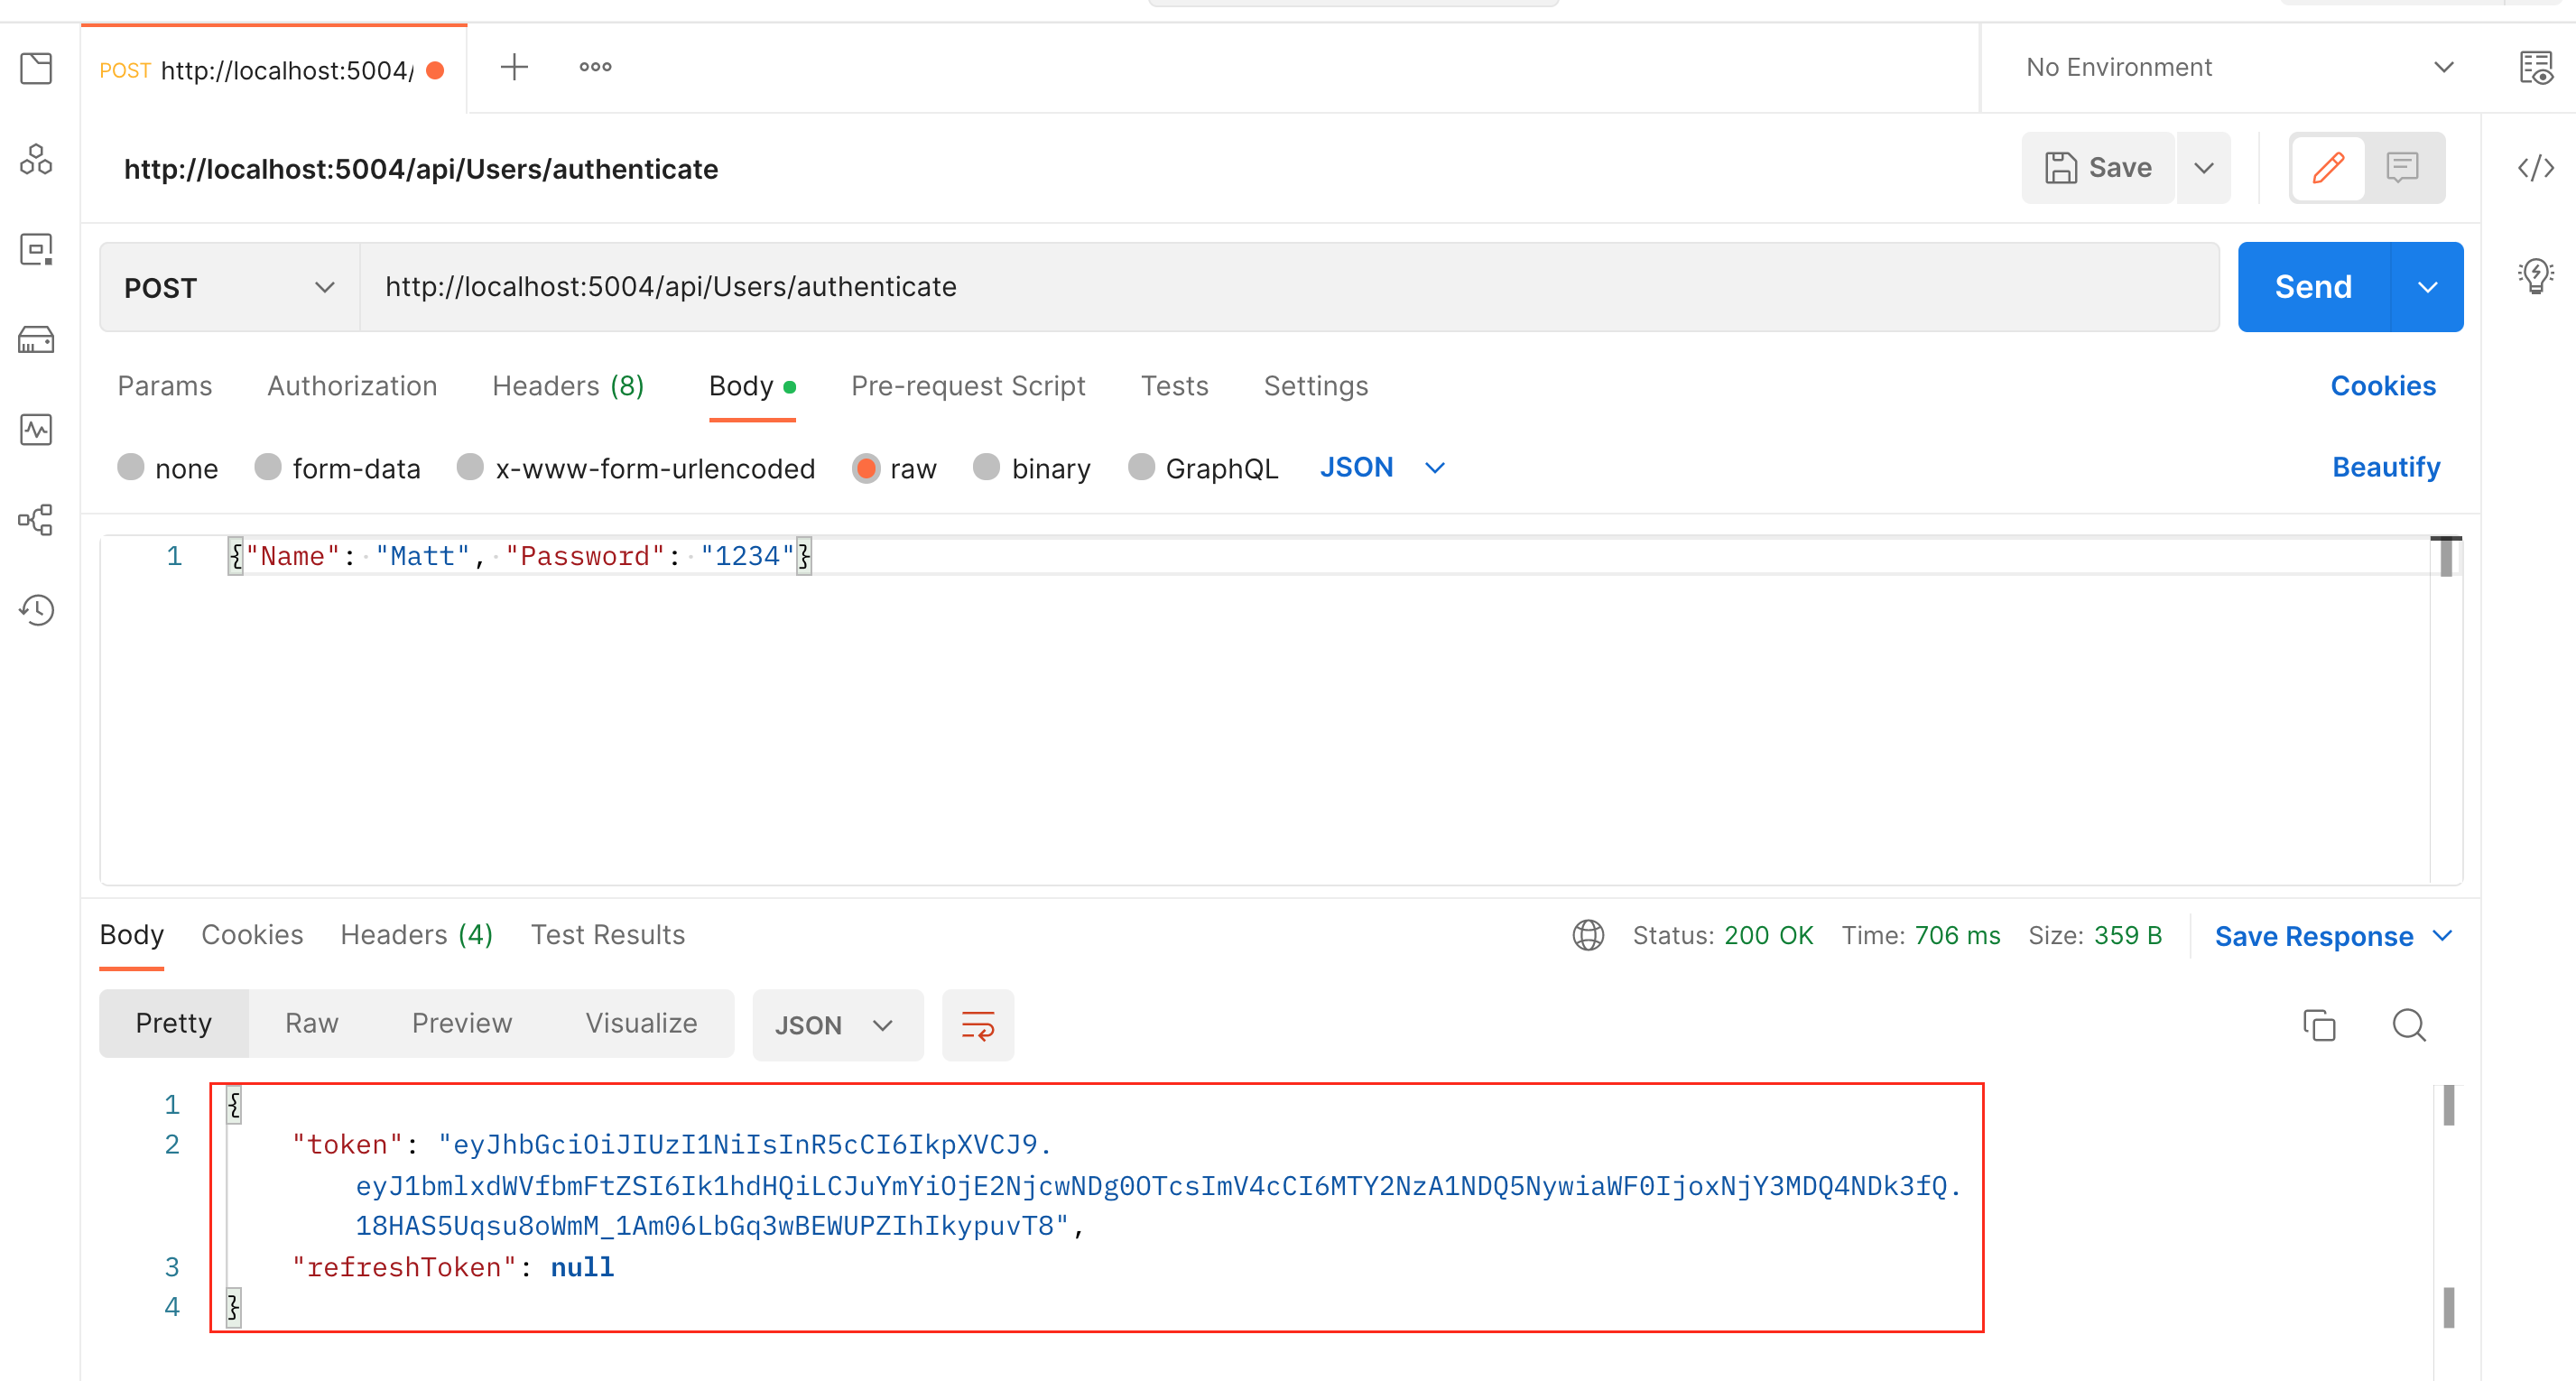 POST http://localhost:5004/
No Environment
http://localhost:5004/api/Users/authenticate
Save
POST
http://localhost:5004/api/Users/authenticate
Send
Params Authorization Headers (8) Body Pre-request Script Tests Settings Cookies
none form-data x-www-form-urlencoded raw binary GraphQL JSON Beautify
1 {"Name": "Matt", "Password": "1234"}
Body Cookies Headers (4) Test Results Status: 200 OK Time: 706 ms Size: 359 B Save Response
Pretty Raw Preview Visualize JSON
1 {
2 "token": "eyJhbGciOiJIUzI1NiIsInR5cCI6IkpXVCJ9.
eyJ1bmlxdWVfbmFtZSI6Ik1hdHQiLCJuYmYiOjE2NjcwNDg0OTcsImV4cCI6MTY2NzA1NDQ5NywiaWF0IjoxNjY3MDQ4NDk3fQ.
18HAS5Uqsu8oWmM_1Am06LbGq3wBEWUPZIhIkypuvT8",
3 "refreshToken": null
4 }